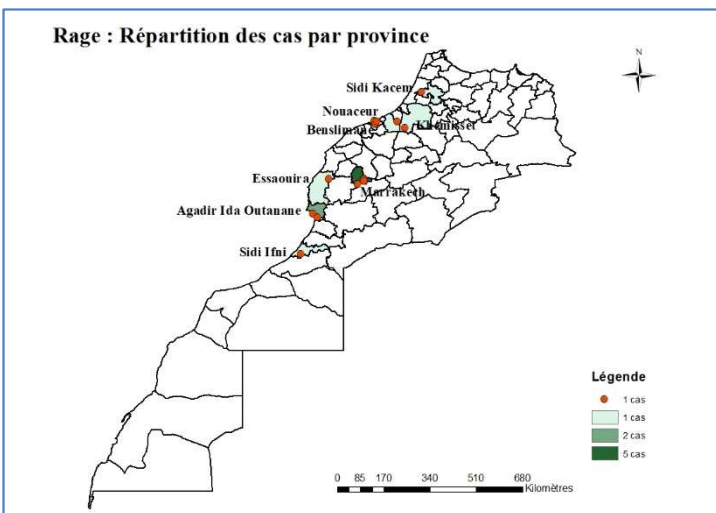 Rage : Répartition des cas par province
N
Sidi Kacem
Nouaceur
Benslimane
Khémisset
Essaouira
Marrakech
Agadir Ida Outanane
Sidi Ifni
Légende
1 cas
1 cas
2 cas
5 cas
0 85 170 340 510 680
Kilomètres